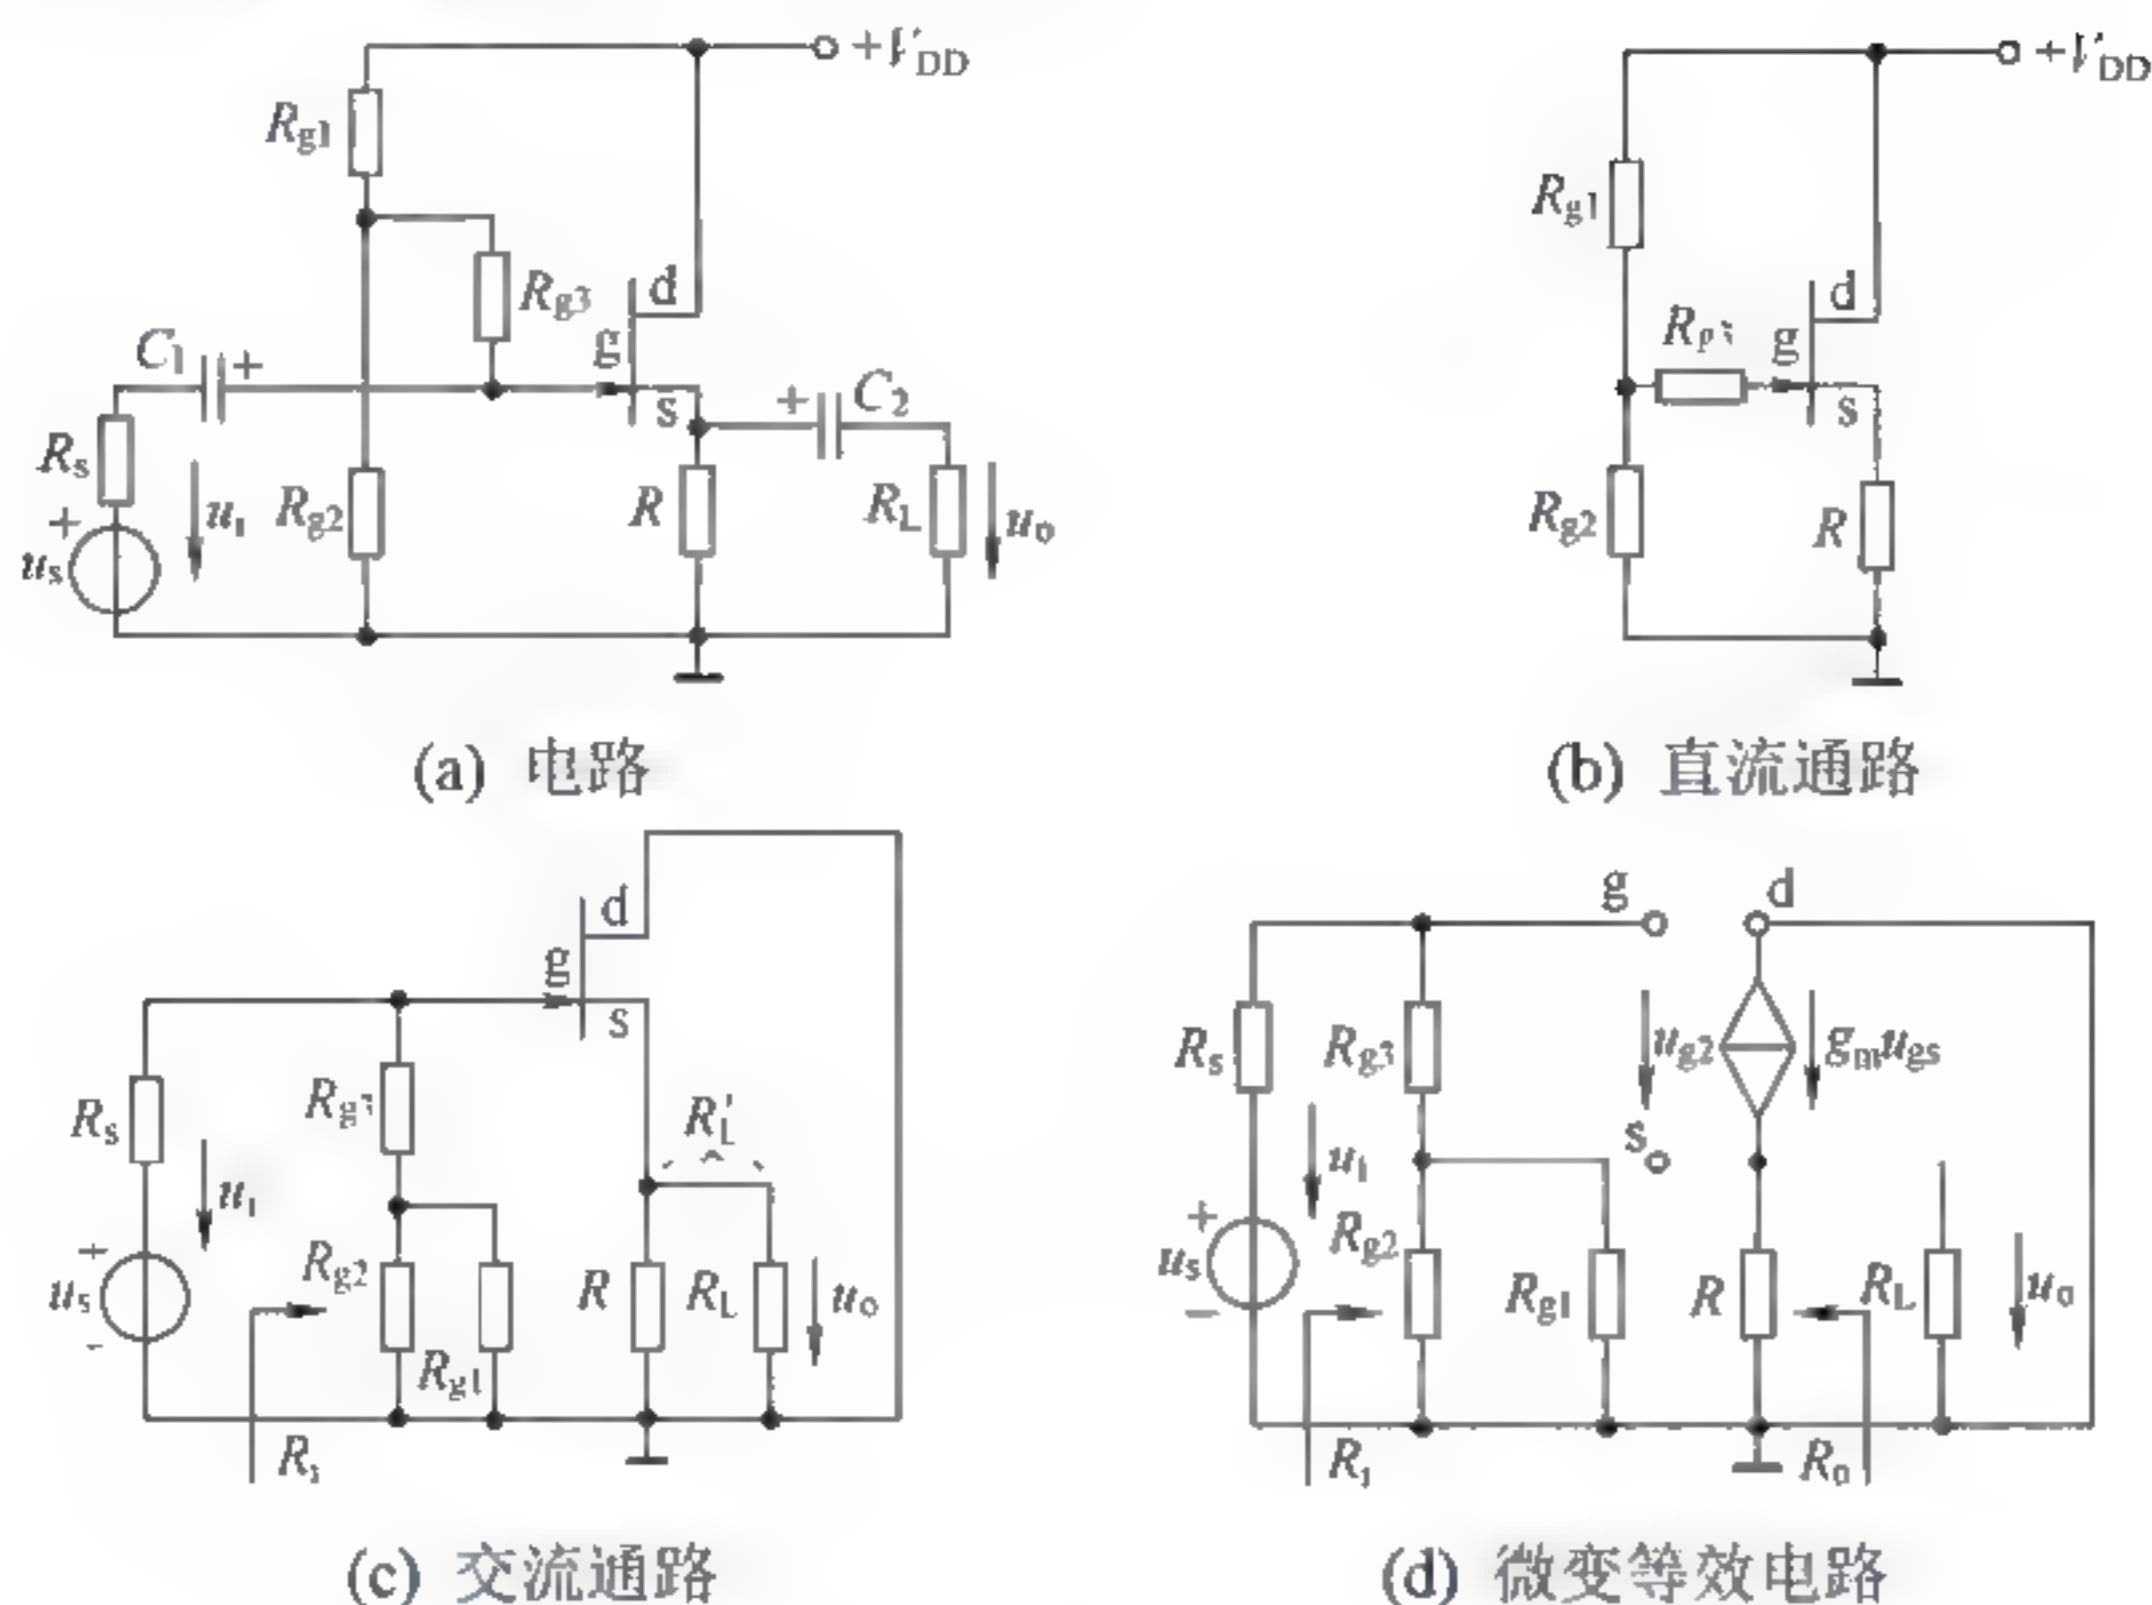 +V_DD
R_g1
R_g3
d
g
s
C_1
+
+
C_2
R_s
+
u_s
u_i
R_g2
R
R_L
u_o
(a) 电路
+V_DD
R_g1
R_g3
g
d
s
R_g2
R
(b) 直流通路
d
g
s
R_s
R_g3
R'_L
u_i
+
u_s
-
R_g2
R_g1
R
R_L
u_o
R_i
(c) 交流通路
g
d
R_s
R_g3
u_g2
g_m u_gs
s
u_i
+
u_s
−
R_g2
R_g1
R
R_L
u_o
R_i
R_o
(d) 微变等效电路